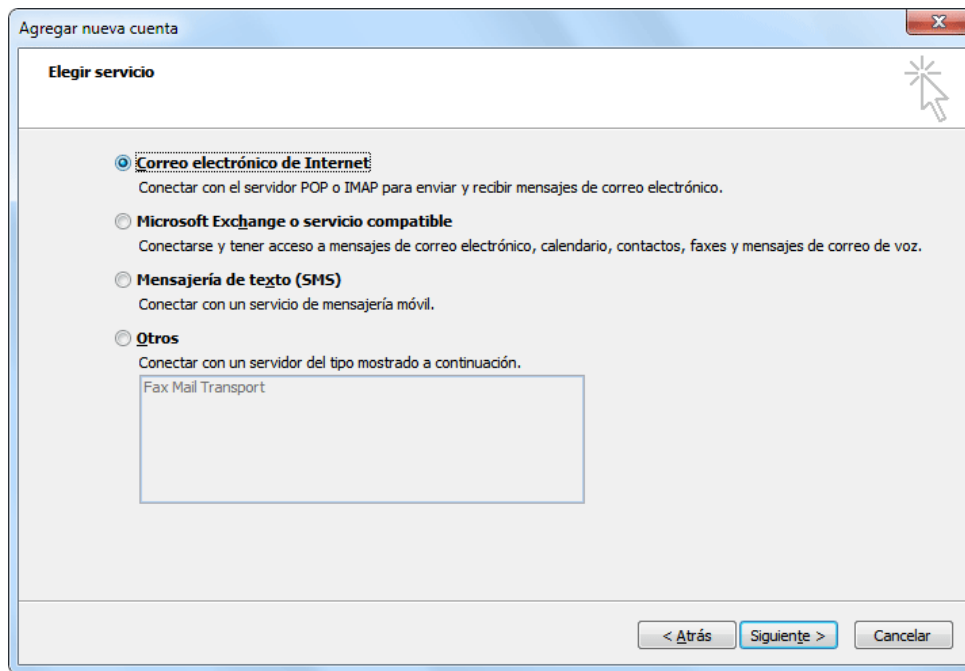 Agregar nueva cuenta
Elegir servicio
Correo electrónico de Internet
Conectar con el servidor POP o IMAP para enviar y recibir mensajes de correo electrónico.
Microsoft Exchange o servicio compatible
Conectarse y tener acceso a mensajes de correo electrónico, calendario, contactos, faxes y mensajes de correo de voz.
Mensajería de texto (SMS)
Conectar con un servicio de mensajería móvil.
Otros
Conectar con un servidor del tipo mostrado a continuación.
Fax Mail Transport
< Atrás Siguiente > Cancelar